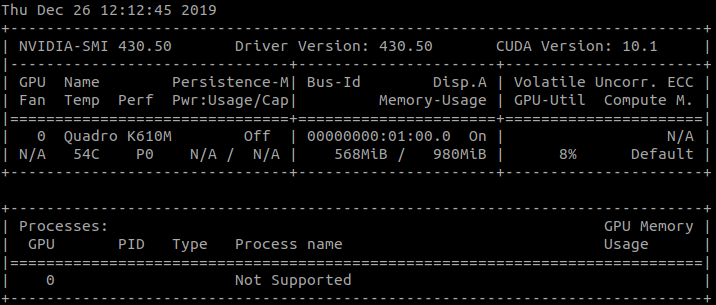 Thu Dec 26 12:12:45 2019
+-----------------------------------------------------------------------------+
| NVIDIA-SMI 430.50       Driver Version: 430.50       CUDA Version: 10.1     |
|-------------------------------+----------------------+----------------------+
| GPU  Name        Persistence-M| Bus-Id        Disp.A | Volatile Uncorr. ECC |
| Fan  Temp  Perf  Pwr:Usage/Cap|         Memory-Usage | GPU-Util  Compute M. |
|===============================+======================+======================|
|   0  Quadro K610M        Off  | 00000000:01:00.0  On |                  N/A |
| N/A   54C    P0    N/A /  N/A |    568MiB /   980MiB |      8%      Default |
+-------------------------------+----------------------+----------------------+
+-----------------------------------------------------------------------------+
| Processes:                                                       GPU Memory |
|  GPU       PID   Type   Process name                             Usage      |
|=============================================================================|
|    0                    Not Supported                                       |
+-----------------------------------------------------------------------------+